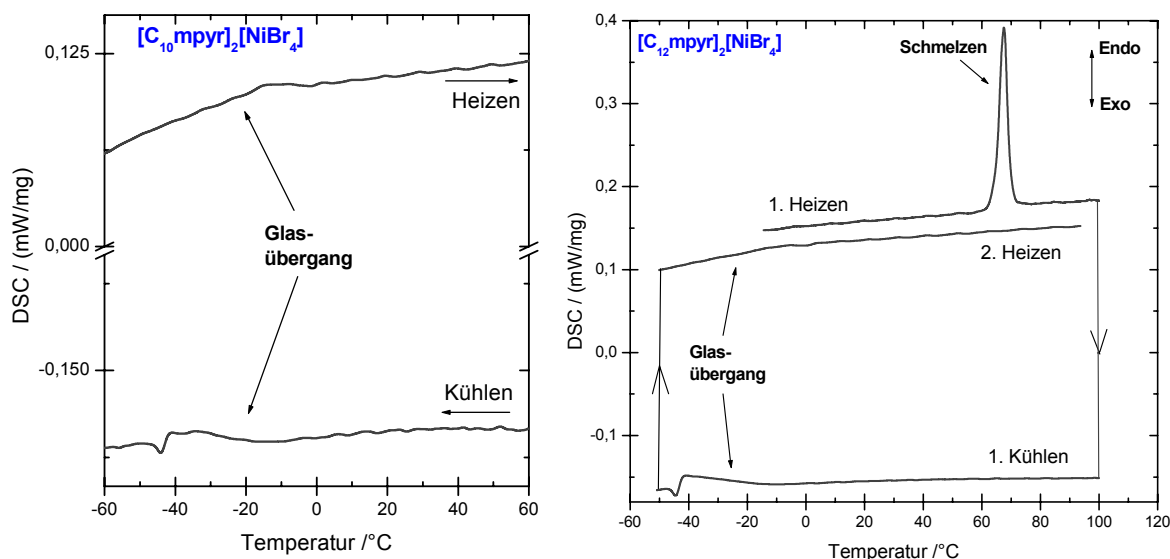 [C10mpyr]2[NiBr4]
0,125
0,000
-0,150
-60 -40 -20 0 20 40 60
Heizen
Glas-
übergang
Kühlen
DSC / (mW/mg)
Temperatur /°C
[C12mpyr]2[NiBr4]
0,4
0,3
0,2
0,1
0,0
-0,1
-60 -40 -20 0 20 40 60 80 100 120
Schmelzen
Endo
Exo
1. Heizen
2. Heizen
Glas-
übergang
1. Kühlen
DSC / (mW/mg)
Temperatur /°C